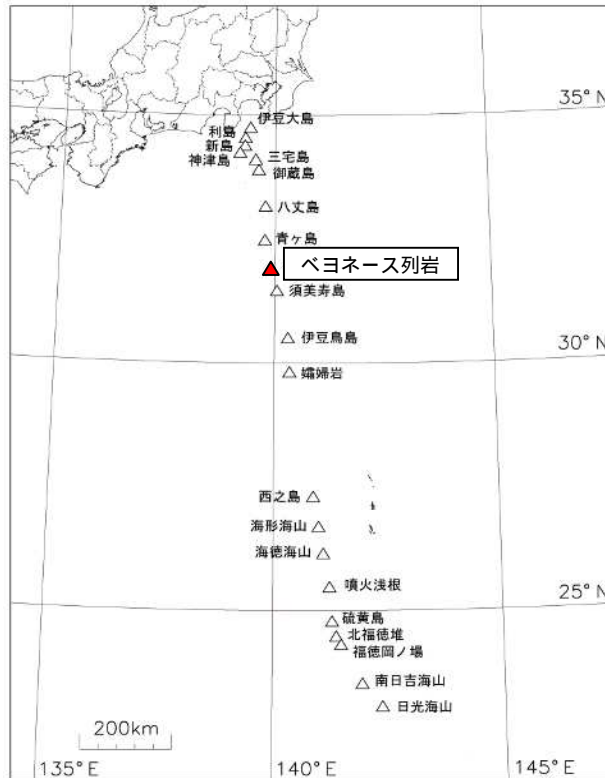 35°N
伊豆大島
利島
新島
神津島
三宅島
御蔵島
八丈島
青ヶ島
ベヨネース列岩
須美寿島
伊豆鳥島
30°N
孀婦岩
西之島
海形海山
海徳海山
噴火浅根
25°N
硫黄島
北福徳堆
福徳岡ノ場
南日吉海山
日光海山
200km
135°E
140°E
145°E